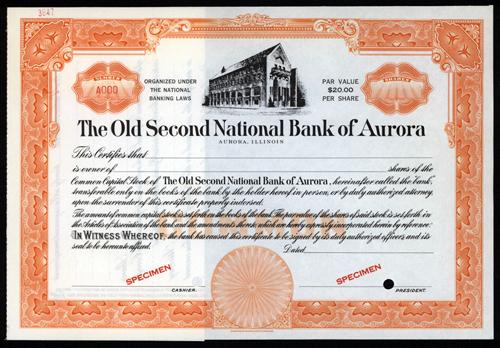 3647
NUMBER
A000
ORGANIZED UNDER
THE NATIONAL
BANKING LAWS
PAR VALUE
$20.00
PER SHARE
SHARES
The Old Second National Bank of Aurora
AURORA, ILLINOIS
This Certifies that
is owner of shares of the
Common Capital Stock of The Old Second National Bank of Aurora, hereinafter called the "bank,"
transferable only on the books of the bank by the holder hereof in person, or by duly authorized attorney,
upon the surrender of this certificate properly indorsed.
The amount of common capital stock is set forth in the books of the bank. The par value of the shares of said stock is set forth in
the Articles of Association of the bank and the amendments thereto, which are hereby expressly incorporated herein by reference.
IN WITNESS WHEREOF, the bank has caused this certificate to be signed by its duly authorized officers and its
seal to be hereunto affixed. Dated
SPECIMEN
SPECIMEN
CASHIER.
PRESIDENT.